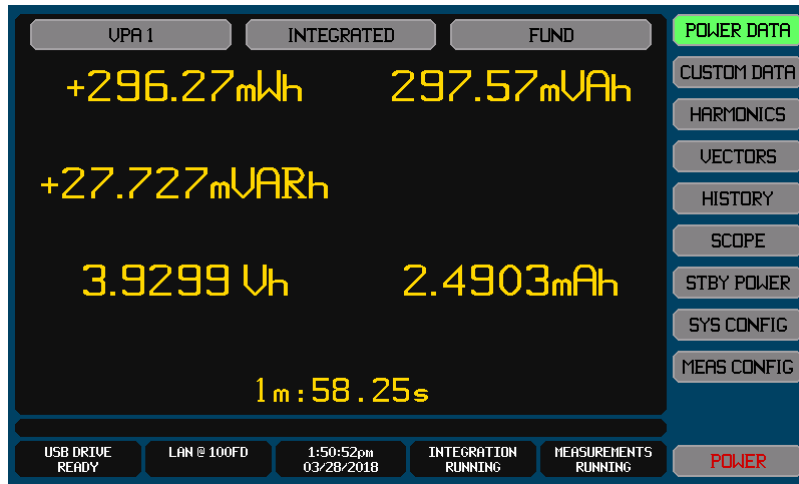 VPA 1 INTEGRATED FUND
+296.27mWh 297.57mVAh
+27.727mVARh
3.9299 Vh 2.4903mAh
1m:58.25s
USB DRIVE READY
LAN @ 100FD
1:50:52pm 03/28/2018
INTEGRATION RUNNING
MEASUREMENTS RUNNING
POWER DATA
CUSTOM DATA
HARMONICS
VECTORS
HISTORY
SCOPE
STBY POWER
SYS CONFIG
MEAS CONFIG
POWER